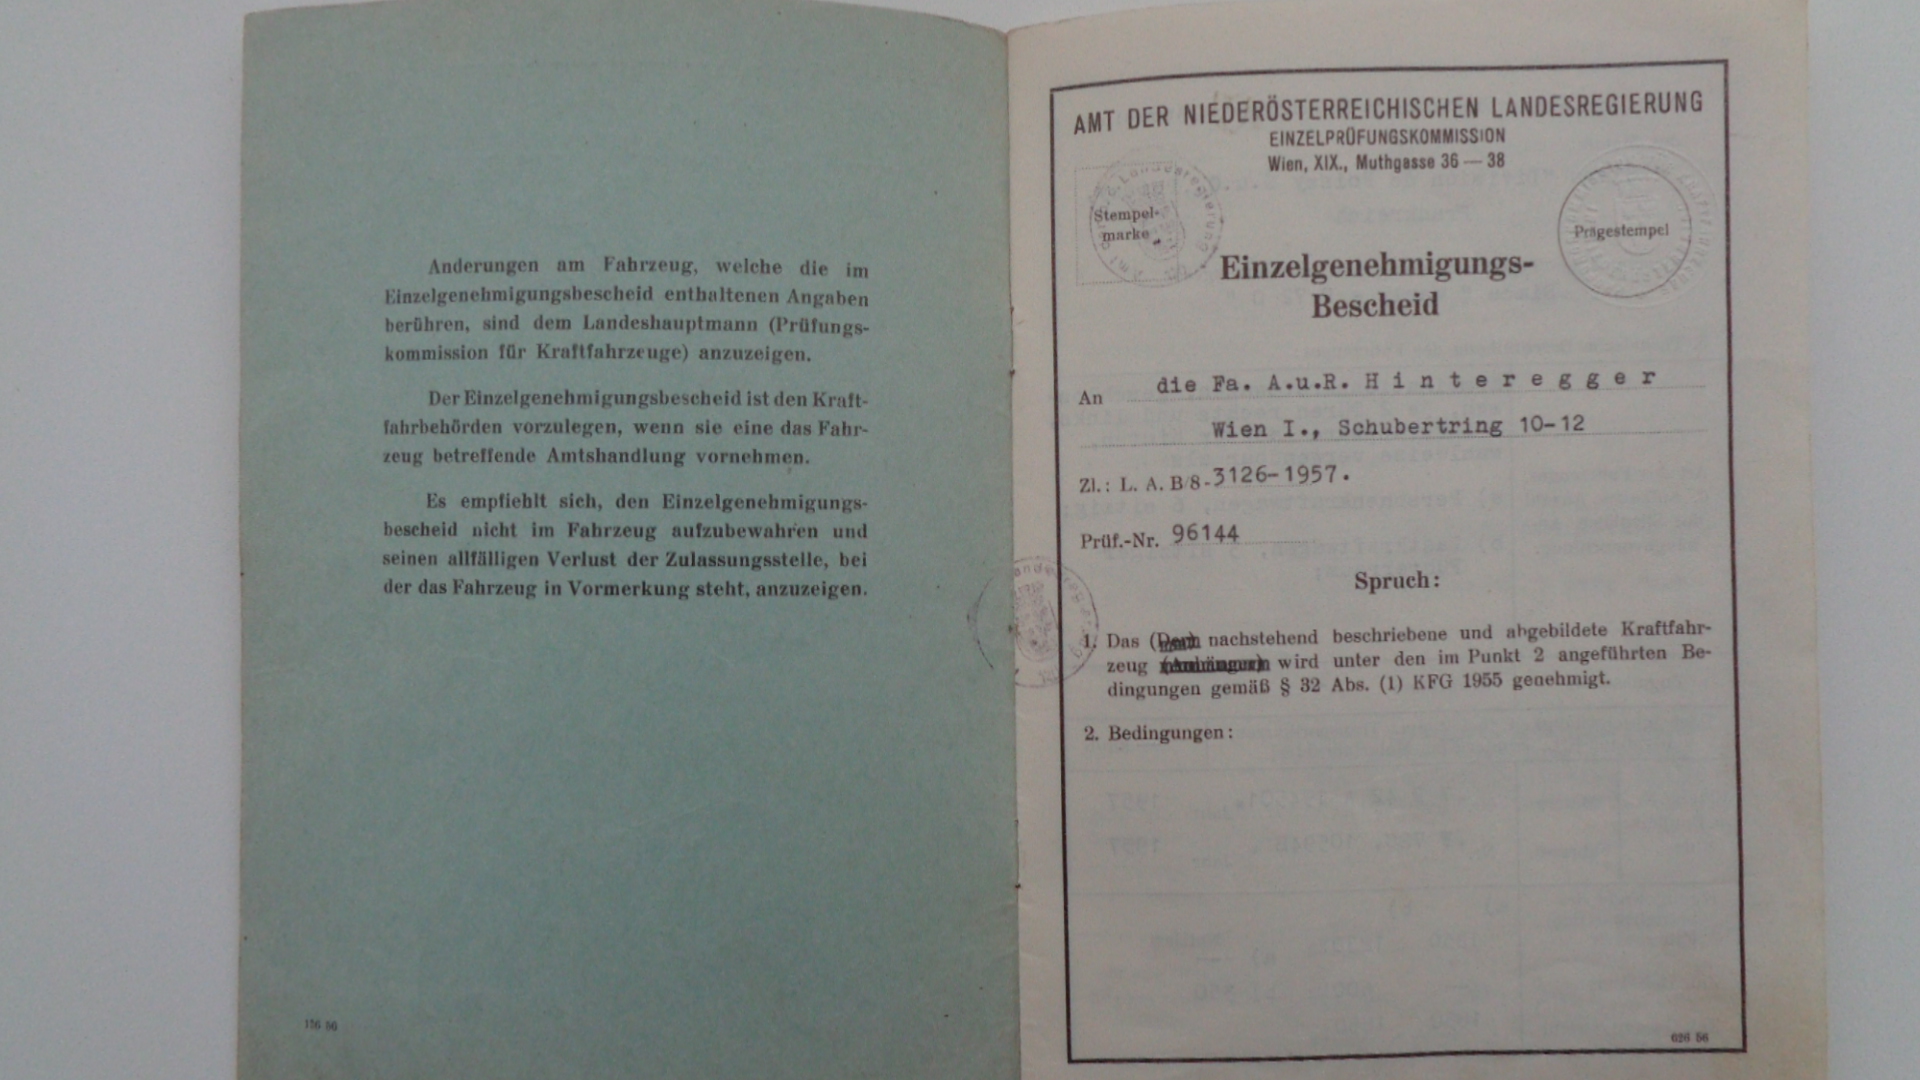 Anderungen am Fahrzeug, welche die im
Einzelgenehmigungsbescheid enthaltenen Angaben
berühren, sind dem Landeshauptmann (Prüfungs-
kommission für Kraftfahrzeuge) anzuzeigen.
Der Einzelgenehmigungsbescheid ist den Kraft-
fahrbehörden vorzulegen, wenn sie eine das Fahr-
zeug betreffende Amtshandlung vornehmen.
Es empfiehlt sich, den Einzelgenehmigungs-
bescheid nicht im Fahrzeug aufzubewahren und
seinen allfälligen Verlust der Zulassungsstelle, bei
der das Fahrzeug in Vormerkung steht, anzuzeigen.
AMT DER NIEDERÖSTERREICHISCHEN LANDESREGIERUNG
EINZELPRÜFUNGSKOMMISSION
Wien, XIX., Muthgasse 36 — 38
Landesregierung
Stempel-
marke
Prägestempel
Einzelgenehmigungs-
Bescheid
An die Fa. A.u.R. Hinteregger
Wien I., Schubertring 10-12
Zl.: L. A. B/8-3126-1957.
Prüf.-Nr. 96144
Spruch:
1. Das nachstehend beschriebene und abgebildete Kraftfahr-
zeug wird unter den im Punkt 2 angeführten Be-
dingungen gemäß § 32 Abs. (1) KFG 1955 genehmigt.
2. Bedingungen:
026 56